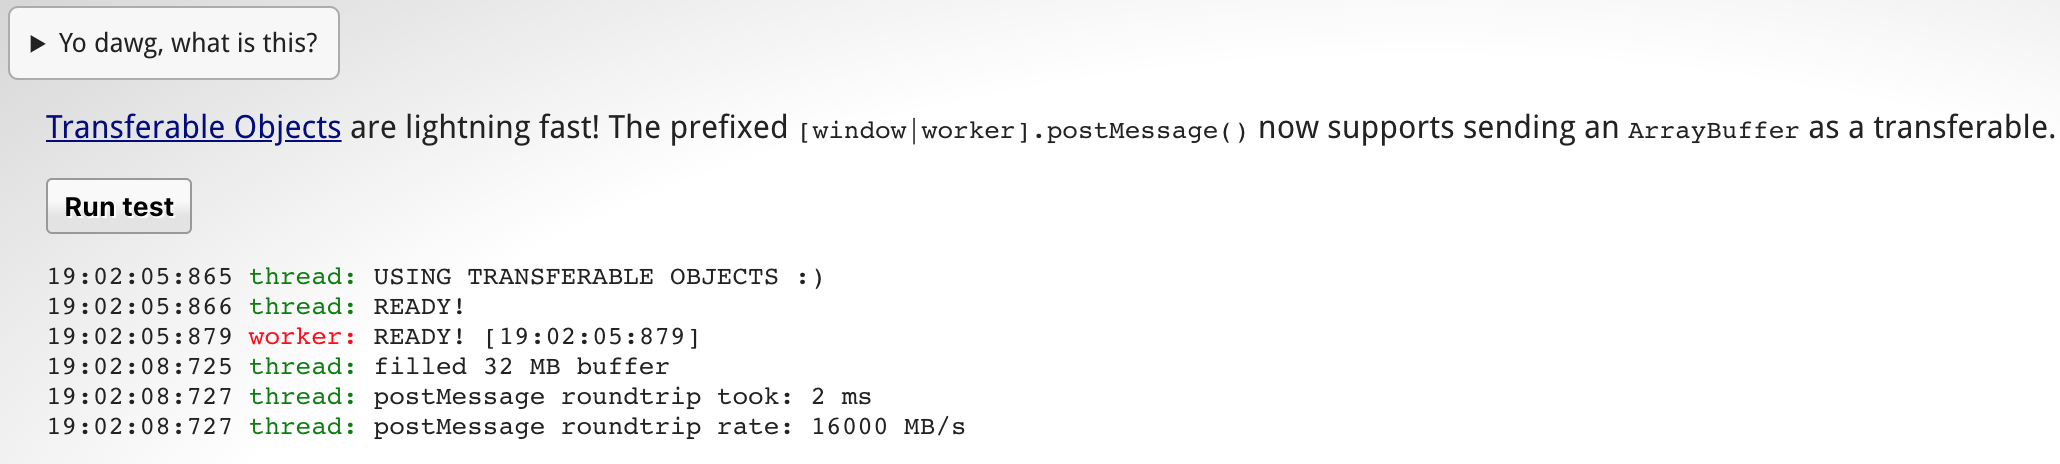 ▶ Yo dawg, what is this?
Transferable Objects are lightning fast! The prefixed [window|worker].postMessage() now supports sending an ArrayBuffer as a transferable.
Run test
19:02:05:865 thread: USING TRANSFERABLE OBJECTS :)
19:02:05:866 thread: READY!
19:02:05:879 worker: READY! [19:02:05:879]
19:02:08:725 thread: filled 32 MB buffer
19:02:08:727 thread: postMessage roundtrip took: 2 ms
19:02:08:727 thread: postMessage roundtrip rate: 16000 MB/s